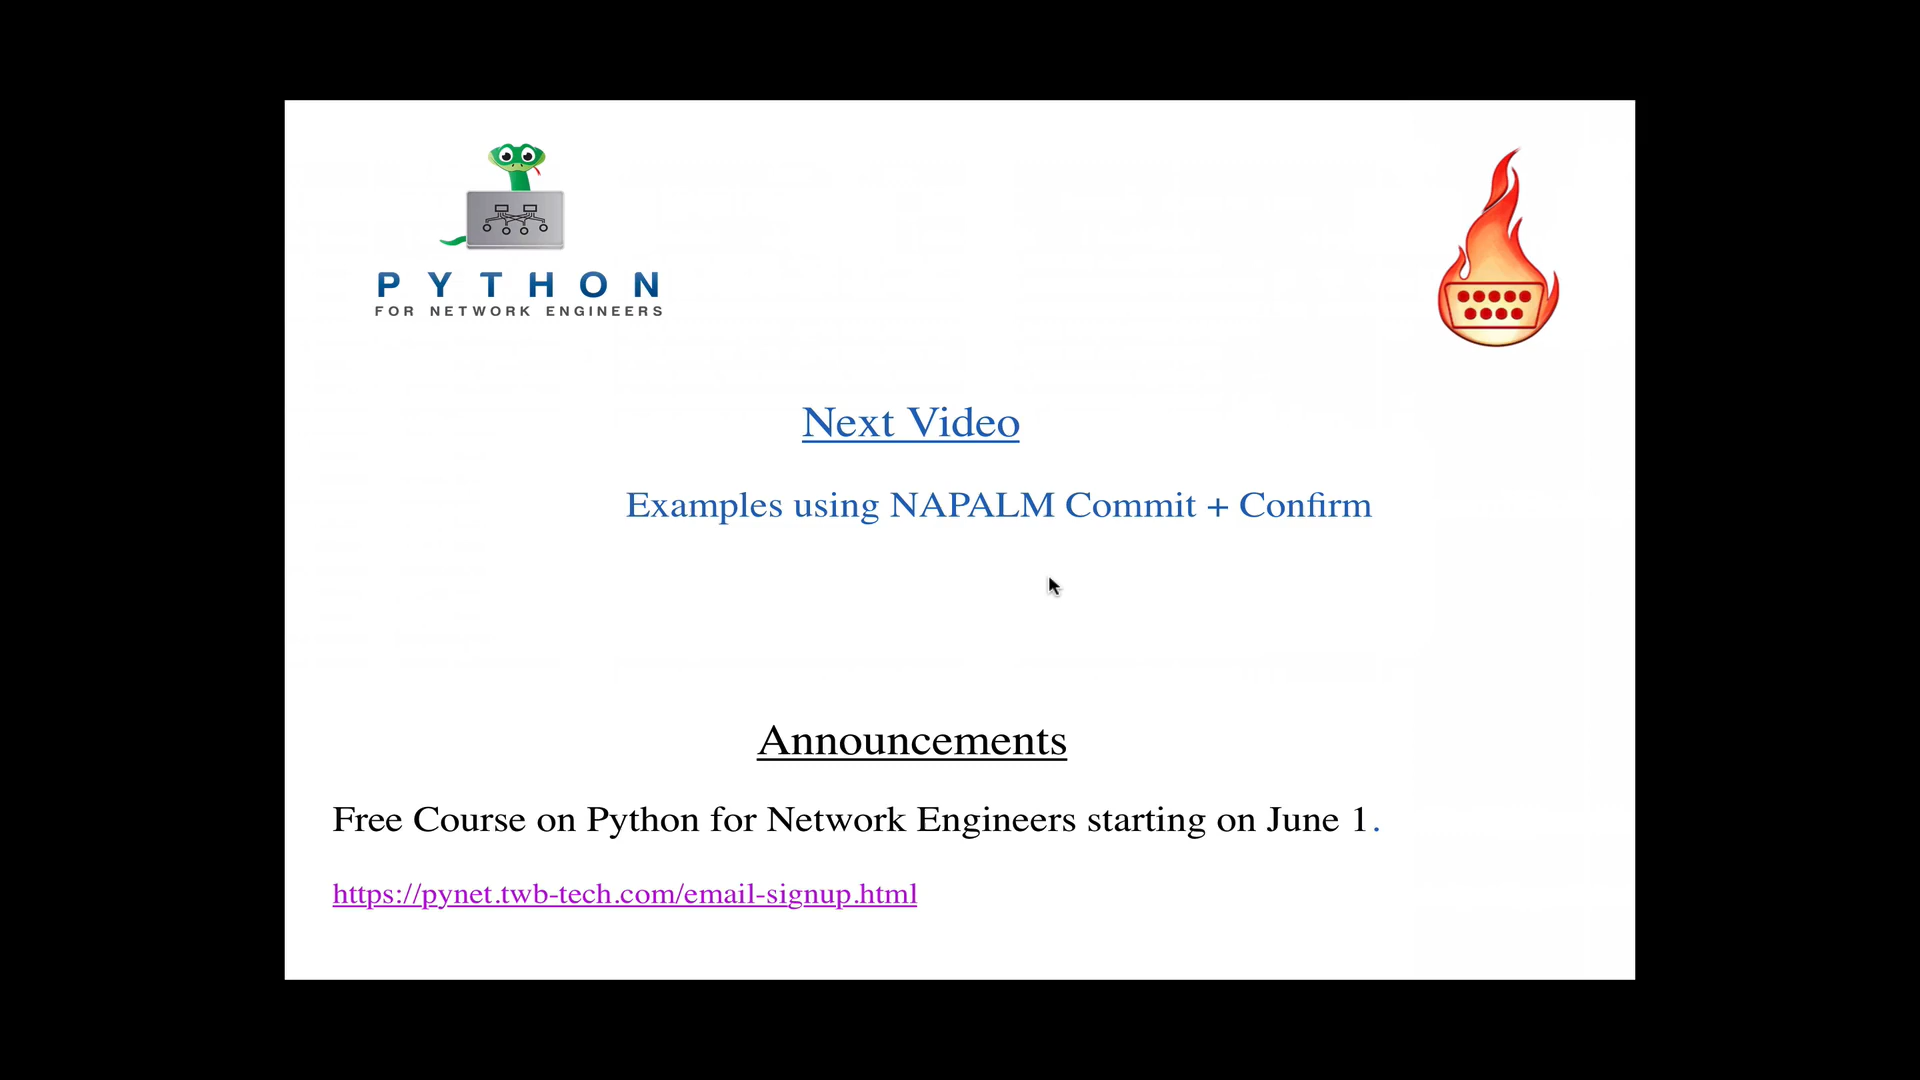 PYTHON
FOR NETWORK ENGINEERS
Next Video
Examples using NAPALM Commit + Confirm
Announcements
Free Course on Python for Network Engineers starting on June 1.
https://pynet.twb-tech.com/email-signup.html